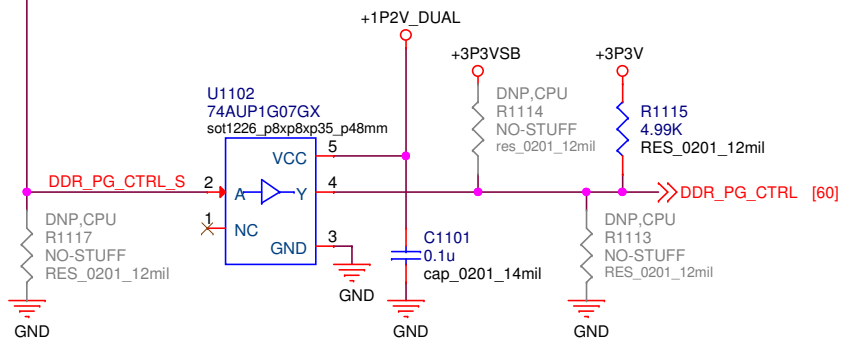 +1P2V_DUAL
+3P3VSB
+3P3V
U1102
74AUP1G07GX
sot1226_p8xp8xp35_p48mm
DNP,CPU
R1114
NO-STUFF
res_0201_12mil
R1115
4.99K
RES_0201_12mil
VCC
5
DDR_PG_CTRL_S
2
A
Y
4
DDR_PG_CTRL [60]
1
NC
GND
3
DNP,CPU
R1117
NO-STUFF
RES_0201_12mil
C1101
0.1u
cap_0201_14mil
DNP,CPU
R1113
NO-STUFF
RES_0201_12mil
GND
GND
GND
GND